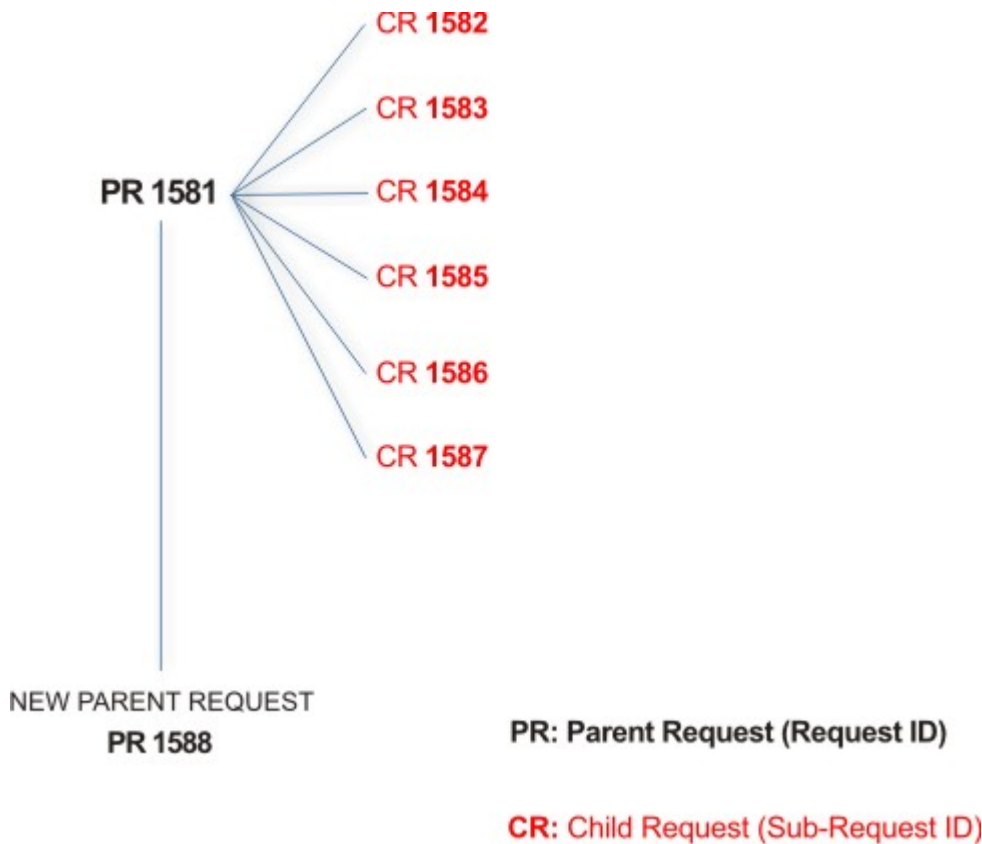 CR 1582
CR 1583
PR 1581
CR 1584
CR 1585
CR 1586
CR 1587
NEW PARENT REQUEST
PR 1588
PR: Parent Request (Request ID)
CR: Child Request (Sub-Request ID)